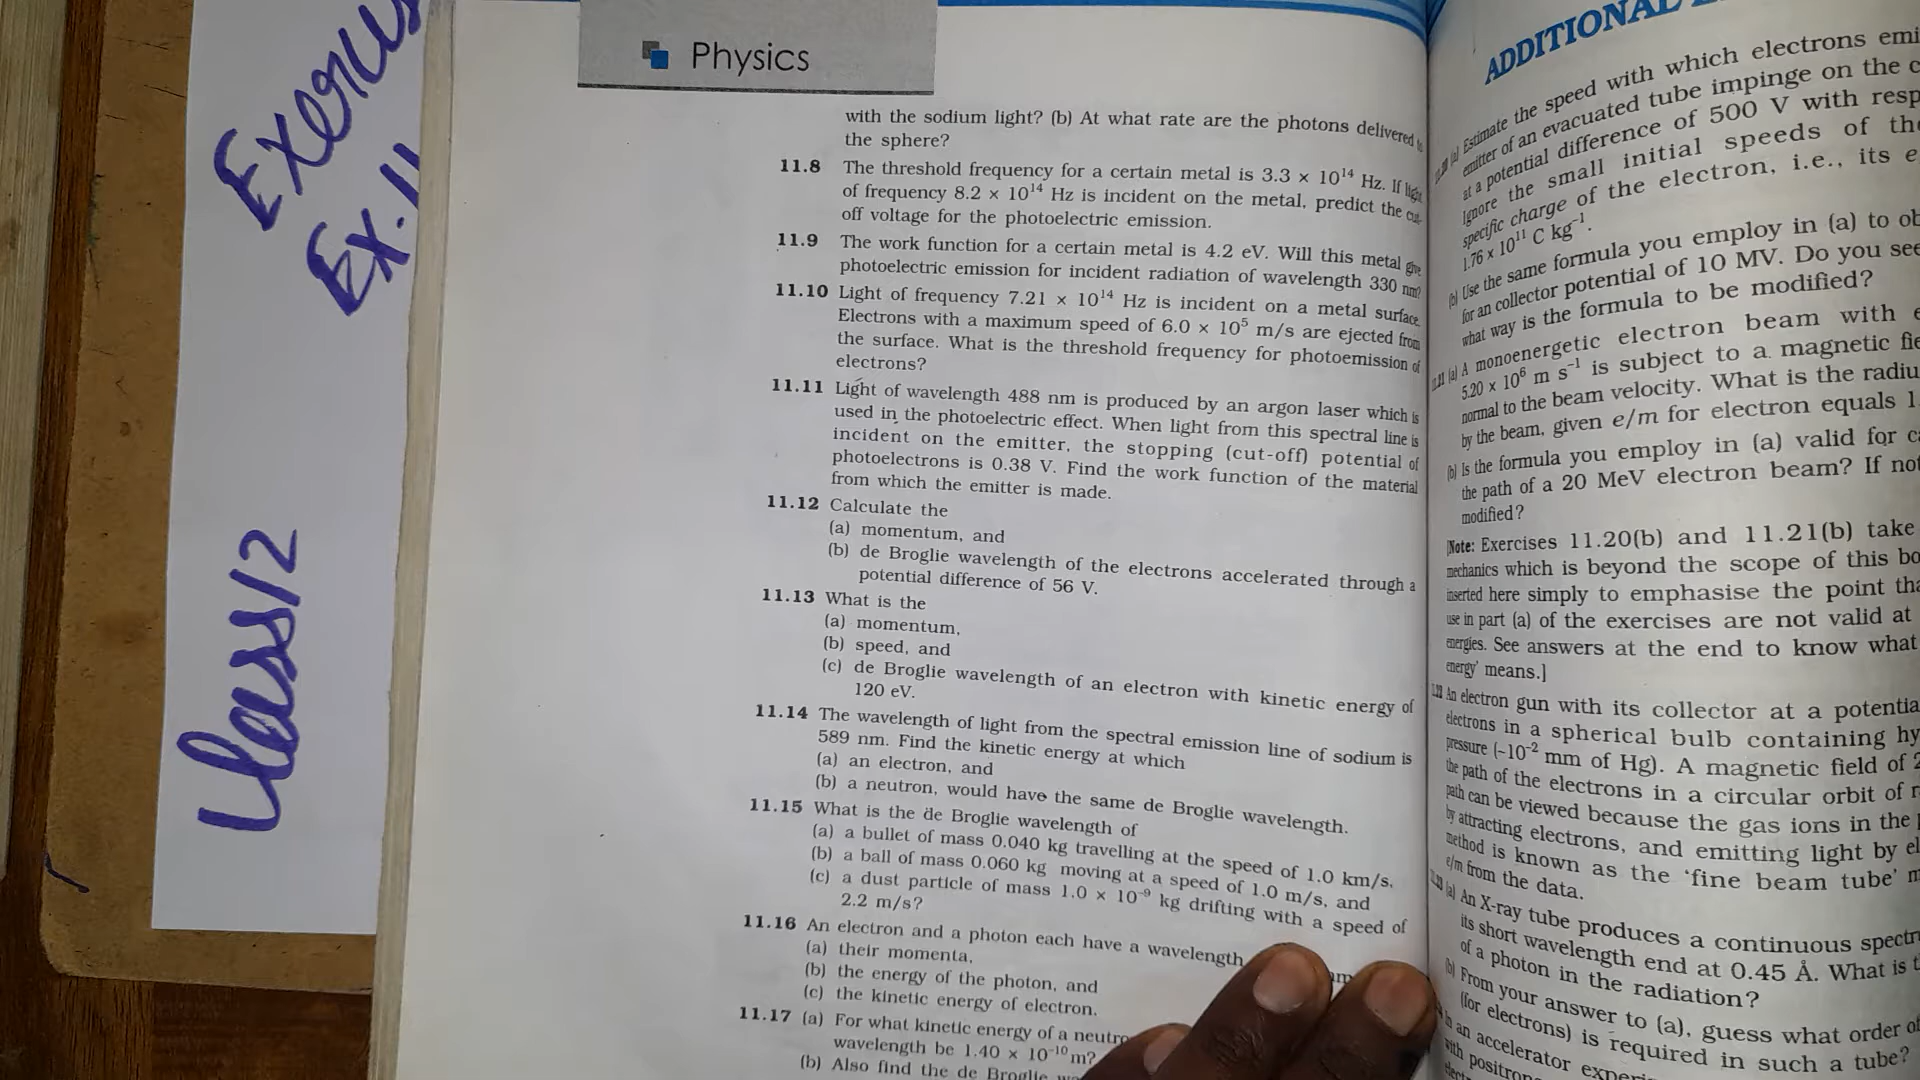 Exercis
Ex.11
Class12
Physics
with the sodium light? (b) At what rate are the photons delivered to
the sphere?
11.8 The threshold frequency for a certain metal is 3.3 × 10¹⁴ Hz. If light
of frequency 8.2 × 10¹⁴ Hz is incident on the metal, predict the cut-
off voltage for the photoelectric emission.
11.9 The work function for a certain metal is 4.2 eV. Will this metal give
photoelectric emission for incident radiation of wavelength 330 nm?
11.10 Light of frequency 7.21 × 10¹⁴ Hz is incident on a metal surface.
Electrons with a maximum speed of 6.0 × 10⁵ m/s are ejected from
the surface. What is the threshold frequency for photoemission of
electrons?
11.11 Light of wavelength 488 nm is produced by an argon laser which is
used in the photoelectric effect. When light from this spectral line is
incident on the emitter, the stopping (cut-off) potential of
photoelectrons is 0.38 V. Find the work function of the material
from which the emitter is made.
11.12 Calculate the
(a) momentum, and
(b) de Broglie wavelength of the electrons accelerated through a
potential difference of 56 V.
11.13 What is the
(a) momentum,
(b) speed, and
(c) de Broglie wavelength of an electron with kinetic energy of
120 eV.
11.14 The wavelength of light from the spectral emission line of sodium is
589 nm. Find the kinetic energy at which
(a) an electron, and
(b) a neutron, would have the same de Broglie wavelength.
11.15 What is the de Broglie wavelength of
(a) a bullet of mass 0.040 kg travelling at the speed of 1.0 km/s,
(b) a ball of mass 0.060 kg moving at a speed of 1.0 m/s, and
(c) a dust particle of mass 1.0 × 10⁻⁹ kg drifting with a speed of
2.2 m/s?
11.16 An electron and a photon each have a wavelength
(a) their momenta,
(b) the energy of the photon, and
(c) the kinetic energy of electron.
11.17 (a) For what kinetic energy of a neutro
wavelength be 1.40 × 10⁻¹⁰ m?
(b) Also find the de Broglie
ADDITIONAL
(a) Estimate the speed with which electrons emi
emitter of an evacuated tube impinge on the c
at a potential difference of 500 V with resp
Ignore the small initial speeds of the
specific charge of the electron, i.e., its e
1.76 × 10¹¹ C kg⁻¹.
(b) Use the same formula you employ in (a) to ob
for an collector potential of 10 MV. Do you see
what way is the formula to be modified?
(a) A monoenergetic electron beam with e
5.20 × 10⁶ m s⁻¹ is subject to a magnetic fie
normal to the beam velocity. What is the radiu
by the beam, given e/m for electron equals 1.
(b) Is the formula you employ in (a) valid for ca
the path of a 20 MeV electron beam? If not
modified?
[Note: Exercises 11.20(b) and 11.21(b) take
mechanics which is beyond the scope of this bo
inserted here simply to emphasise the point tha
use in part (a) of the exercises are not valid at
energies. See answers at the end to know what
energy' means.]
An electron gun with its collector at a potentia
electrons in a spherical bulb containing hy
pressure (~10⁻² mm of Hg). A magnetic field of 2
the path of the electrons in a circular orbit of r
path can be viewed because the gas ions in the p
by attracting electrons, and emitting light by el
method is known as the 'fine beam tube' m
e/m from the data.
(a) An X-ray tube produces a continuous spectr
its short wavelength end at 0.45 Å. What is t
of a photon in the radiation?
(b) From your answer to (a), guess what order of
(for electrons) is required in such a tube?
In an accelerator experi
with positron